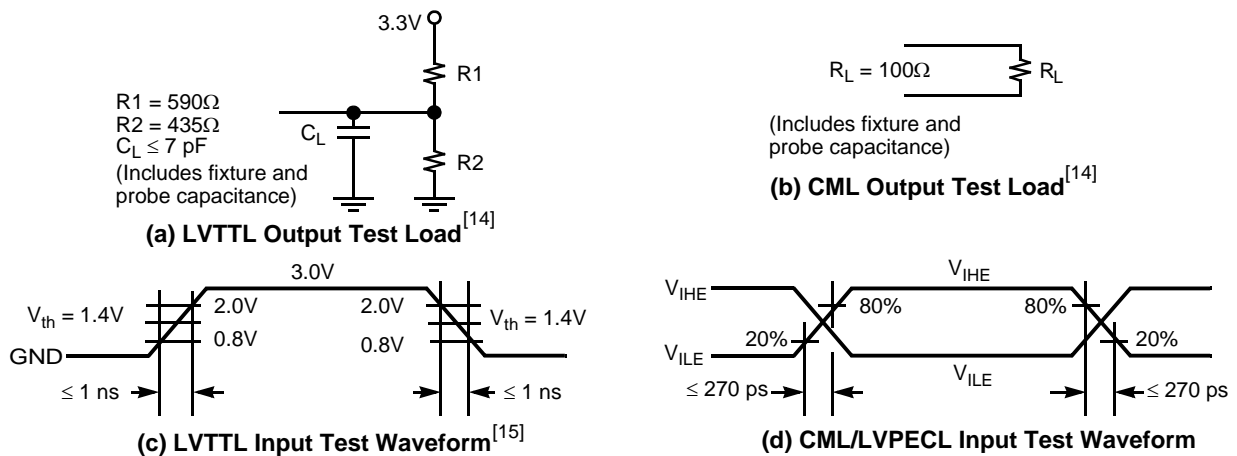 3.3V
R1
R1 = 590Ω
R2 = 435Ω
C_L ≤ 7 pF
(Includes fixture and
probe capacitance)
C_L
R2
(a) LVTTL Output Test Load[14]
R_L = 100Ω
R_L
(Includes fixture and
probe capacitance)
(b) CML Output Test Load[14]
3.0V
V_th = 1.4V
2.0V
2.0V
V_th = 1.4V
0.8V
0.8V
GND
≤ 1 ns
≤ 1 ns
(c) LVTTL Input Test Waveform[15]
V_IHE
V_IHE
80%
80%
20%
20%
V_ILE
V_ILE
≤ 270 ps
≤ 270 ps
(d) CML/LVPECL Input Test Waveform